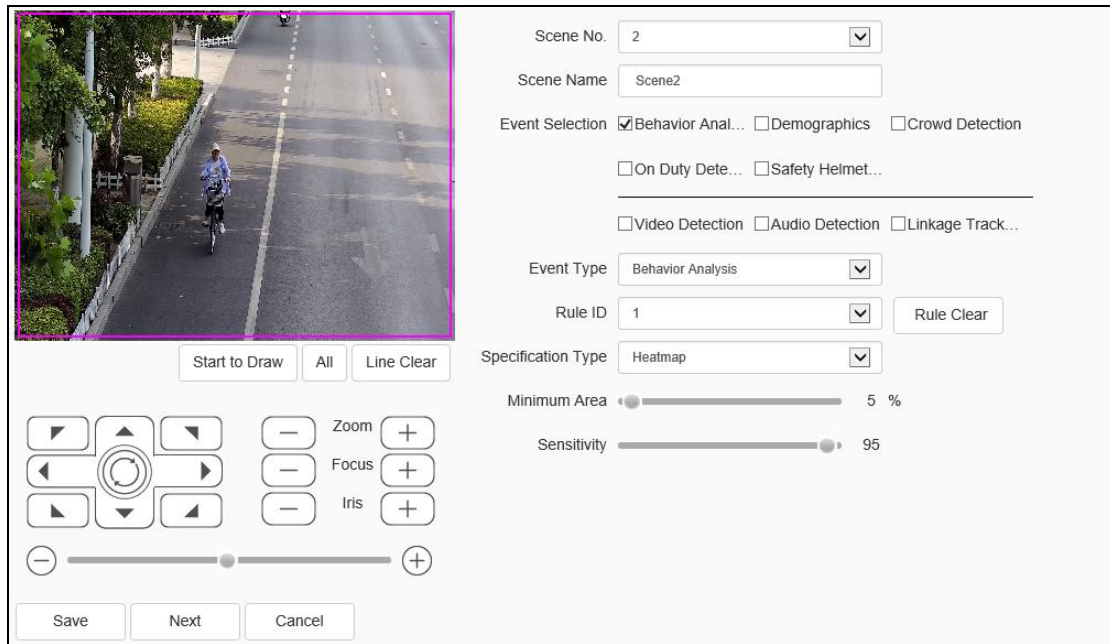 Scene No. 2
Scene Name Scene2
Event Selection Behavior Anal... Demographics Crowd Detection
On Duty Dete... Safety Helmet...
Video Detection Audio Detection Linkage Track...
Event Type Behavior Analysis
Rule ID 1 Rule Clear
Specification Type Heatmap
Minimum Area 5 %
Sensitivity 95
Start to Draw All Line Clear
Zoom
Focus
Iris
Save Next Cancel